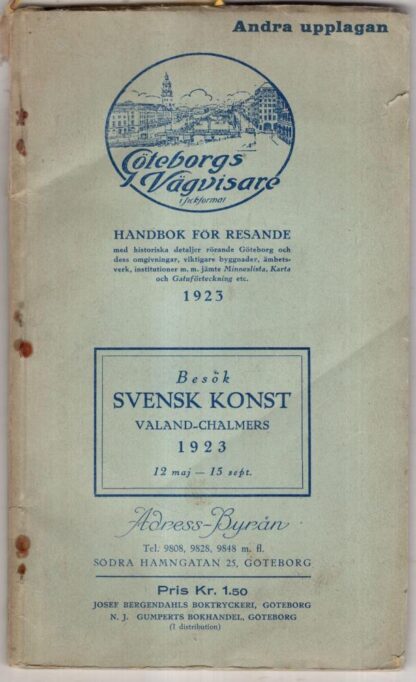 Andra upplagan
Göteborgs
Vägvisare
i fickformat
HANDBOK FÖR RESANDE
med historiska detaljer rörande Göteborg och
dess omgivningar, viktigare byggnader, ämbets-
verk, institutioner m. m. jämte Minneslista, Karta
och Gatuförteckning etc.
1923
Besök
SVENSK KONST
VALAND-CHALMERS
1923
12 maj — 15 sept.
Adress-Byrån
Tel. 9808, 9828, 9848 m. fl.
SÖDRA HAMNGATAN 25, GÖTEBORG
Pris Kr. 1.50
JOSEF BERGENDAHLS BOKTRYCKERI, GÖTEBORG
N. J. GUMPERTS BOKHANDEL, GÖTEBORG
(I distribution)